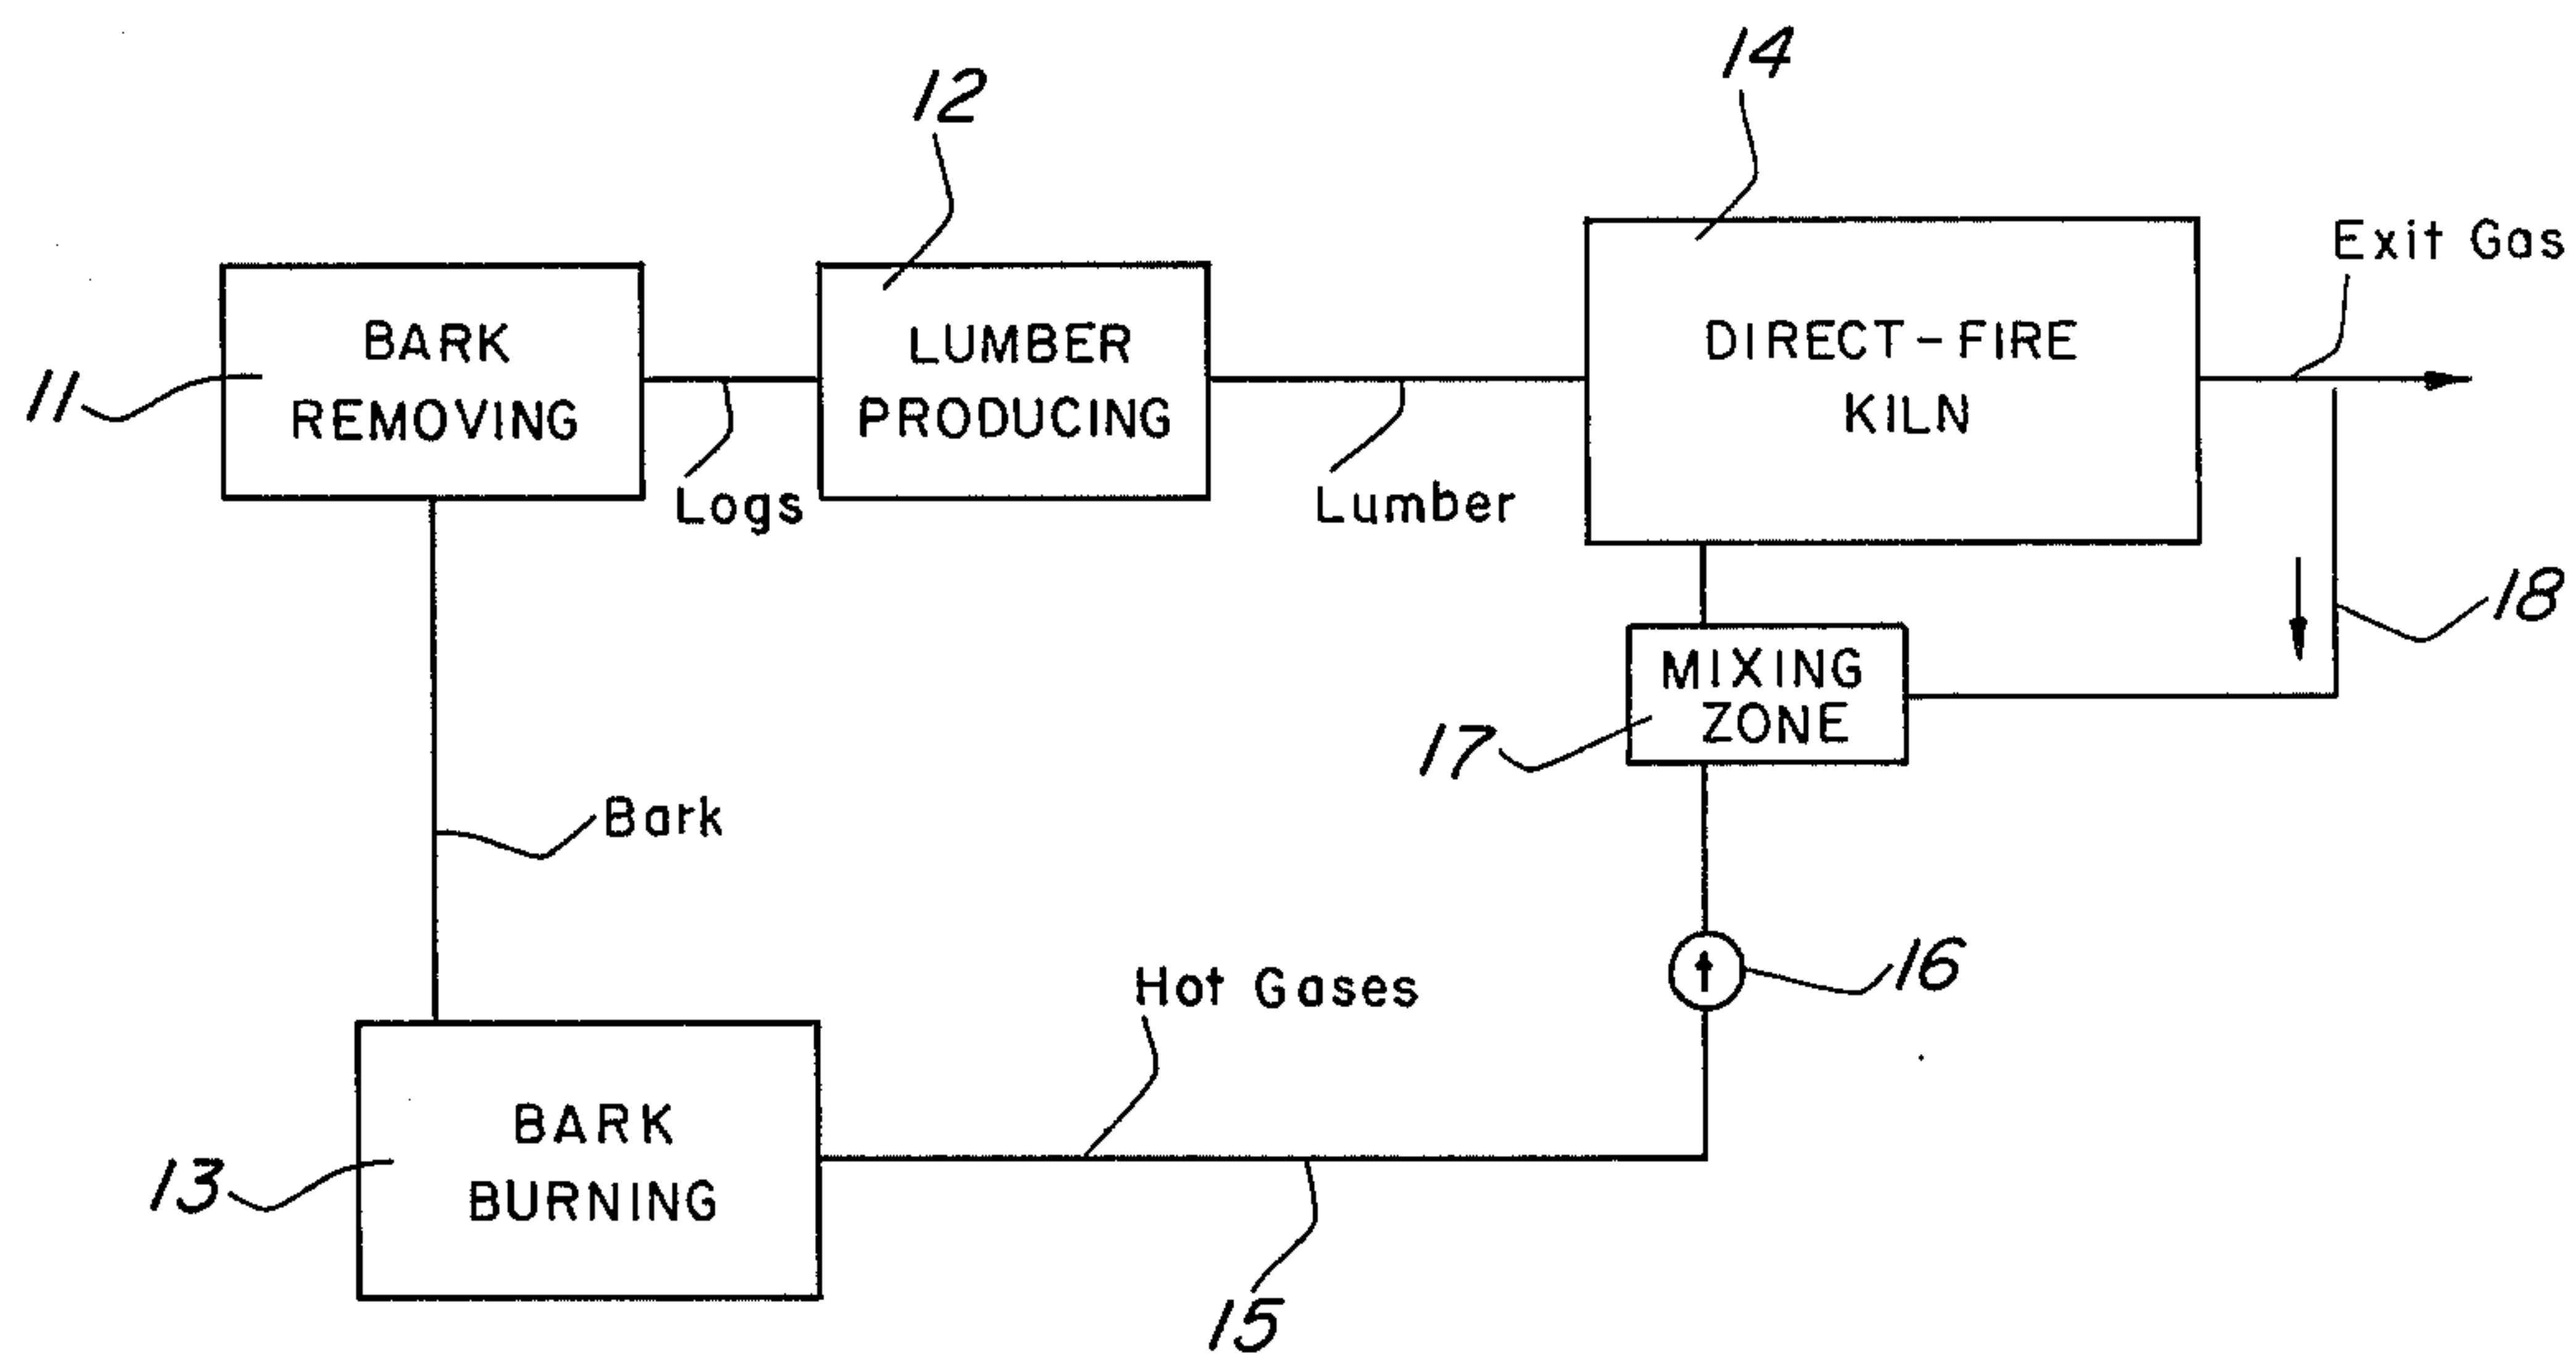 14
12
Exit Gas
BARK
REMOVING
LUMBER
PRODUCING
DIRECT-FIRE
KILN
11
Logs
Lumber
18
MIXING
ZONE
17
Bark
16
Hot Gases
BARK
BURNING
13
15